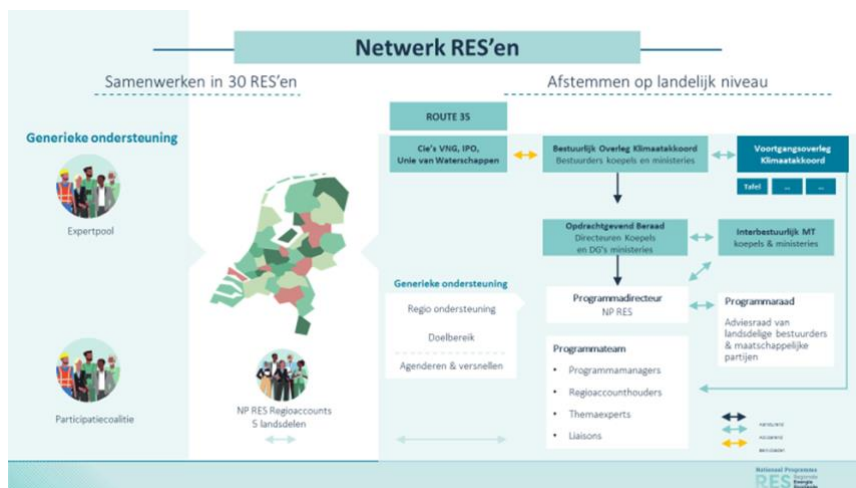 Netwerk RES'en
Samenwerken in 30 RES'en
Afstemmen op landelijk niveau
Generieke ondersteuning
Expertpool
Participatiecoalitie
NP RES Regioaccounts
5 landsdelen
ROUTE 35
Cie's VNG, IPO,
Unie van Waterschappen
Bestuurlijk Overleg Klimaatakkoord
Bestuurders koepels en ministeries
Voortgangsoverleg
Klimaatakkoord
Tafel
...
...
Opdrachtgevend Beraad
Directeuren Koepels
en DG's ministeries
Interbestuurlijk MT
koepels & ministeries
Generieke ondersteuning
Regio ondersteuning
Doelbereik
Agenderen & versnellen
Programmadirecteur
NP RES
Programmaraad
Adviesraad van
landsdelige bestuurders
& maatschappelijke
partijen
Programmateam
• Programmamanagers
• Regioaccounthouders
• Themaexperts
• Liaisons
Nationaal Programma
RES
Regionale
Energie
Strategie